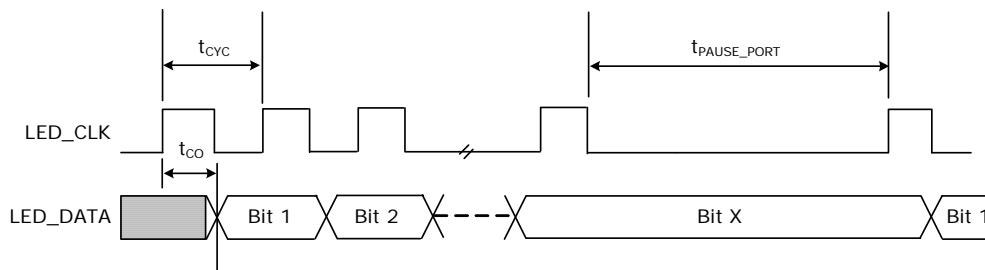 tCYC
tPAUSE_PORT
LED_CLK
tCO
LED_DATA
Bit 1
Bit 2
Bit X
Bit 1